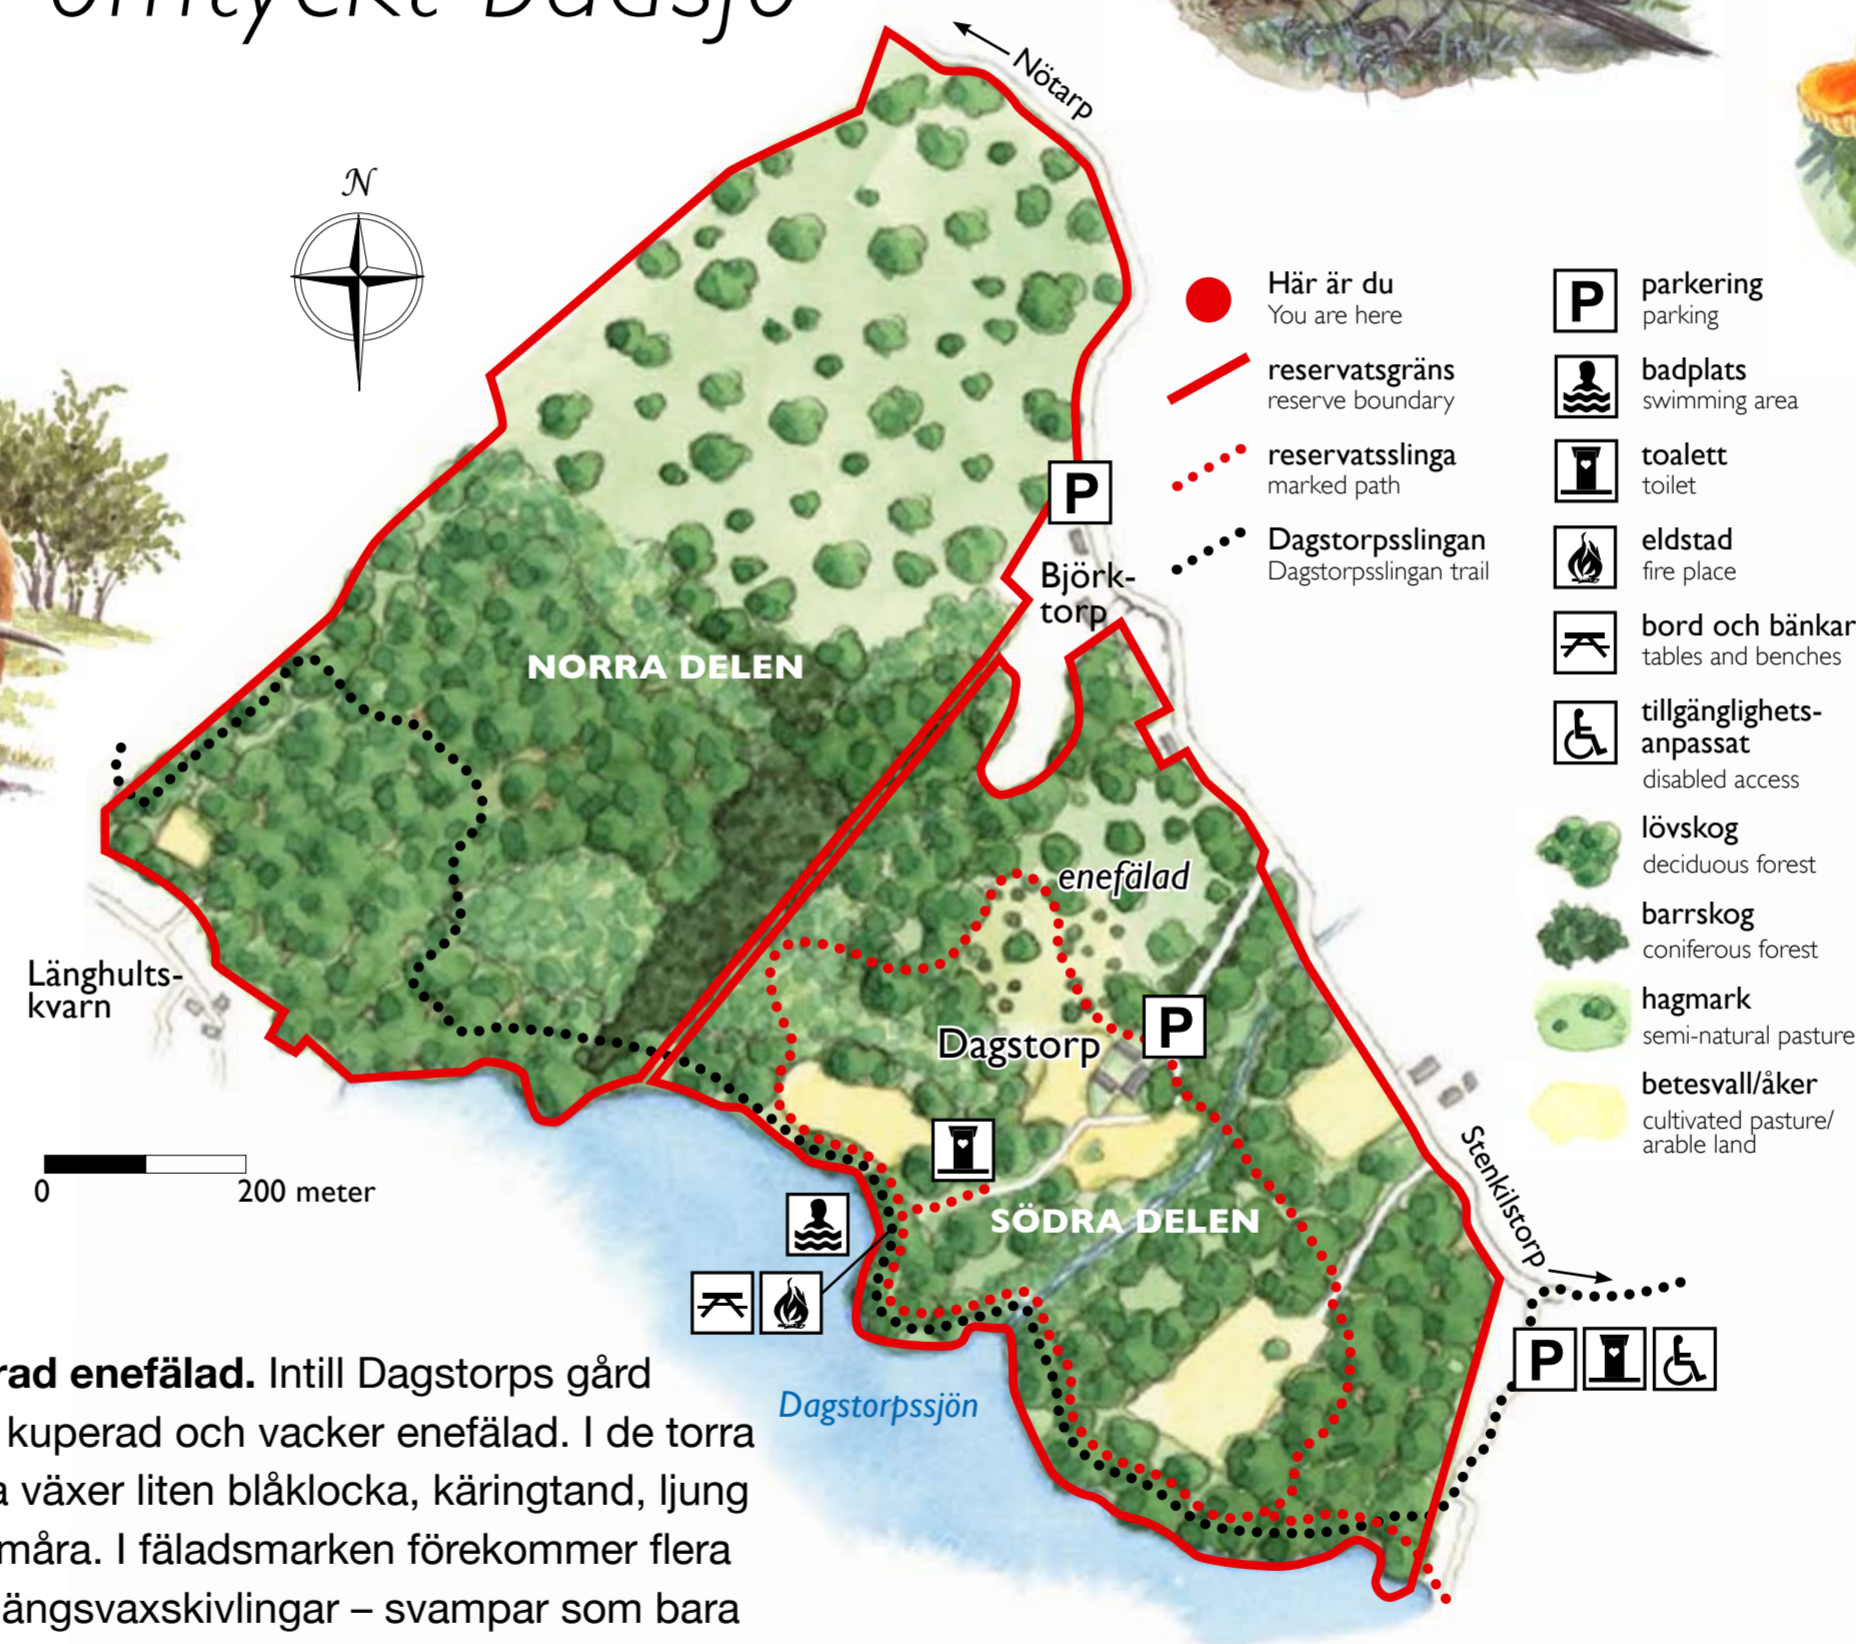 Nötarp
N
Här är du
You are here
reservatsgräns
reserve boundary
reservatsslinga
marked path
Dagstorpsslingan
Dagstorpsslingan trail
P
parkering
parking
badplats
swimming area
toalett
toilet
eldstad
fire place
bord och bänkar
tables and benches
tillgänglighets-
anpassat
disabled access
lövskog
deciduous forest
barrskog
coniferous forest
hagmark
semi-natural pasture
betesvall/åker
cultivated pasture/
arable land
P
Björk-
torp
NORRA DELEN
enefälad
Länghults-
kvarn
Dagstorp
P
0 200 meter
SÖDRA DELEN
Stenkilstorp
P
Dagstorpssjön
enefälad. Intill Dagstorps gård
kuperad och vacker enefälad. I de torra
växer liten blåklocka, käringtand, ljung
måra. I fäladsmarken förekommer flera
ängsvaxskivlingar – svampar som bara